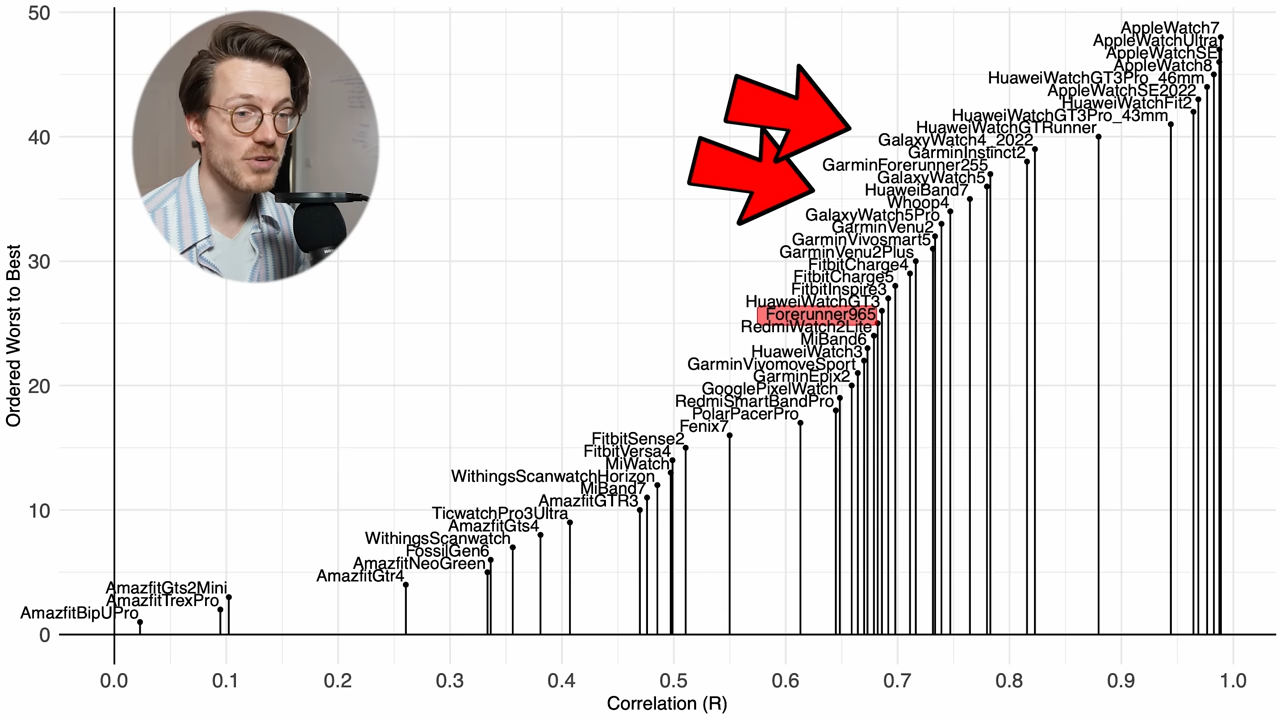 50
AppleWatch7
AppleWatchUltra
AppleWatchSE
AppleWatch8
HuaweiWatchGT3Pro_46mm
AppleWatchSE2022
HuaweiWatchFit2
HuaweiWatchGT3Pro_43mm
HuaweiWatchGTRunner
40
GalaxyWatch4_2022
GarminInstinct2
GarminForerunner255
GalaxyWatch5
HuaweiBand7
Whoop4
GalaxyWatch5Pro
GarminVenu2
GarminVivosmart5
GarminVenu2Plus
30
FitbitCharge4
FitbitCharge5
FitbitInspire3
HuaweiWatchGT3
Forerunner965
RedmiWatch2Lite
MiBand6
HuaweiWatch3
GarminVivomoveSport
GarminEpix2
20
GooglePixelWatch
RedmiSmartBandPro
PolarPacerPro
Fenix7
FitbitSense2
FitbitVersa4
MiWatch
WithingsScanwatchHorizon
MiBand7
AmazfitGTR3
10
TicwatchPro3Ultra
AmazfitGts4
WithingsScanwatch
FossilGen6
AmazfitNeoGreen
AmazfitGtr4
AmazfitGts2Mini
AmazfitTrexPro
AmazfitBipUPro
0
Ordered Worst to Best
0.0 0.1 0.2 0.3 0.4 0.5 0.6 0.7 0.8 0.9 1.0
Correlation (R)